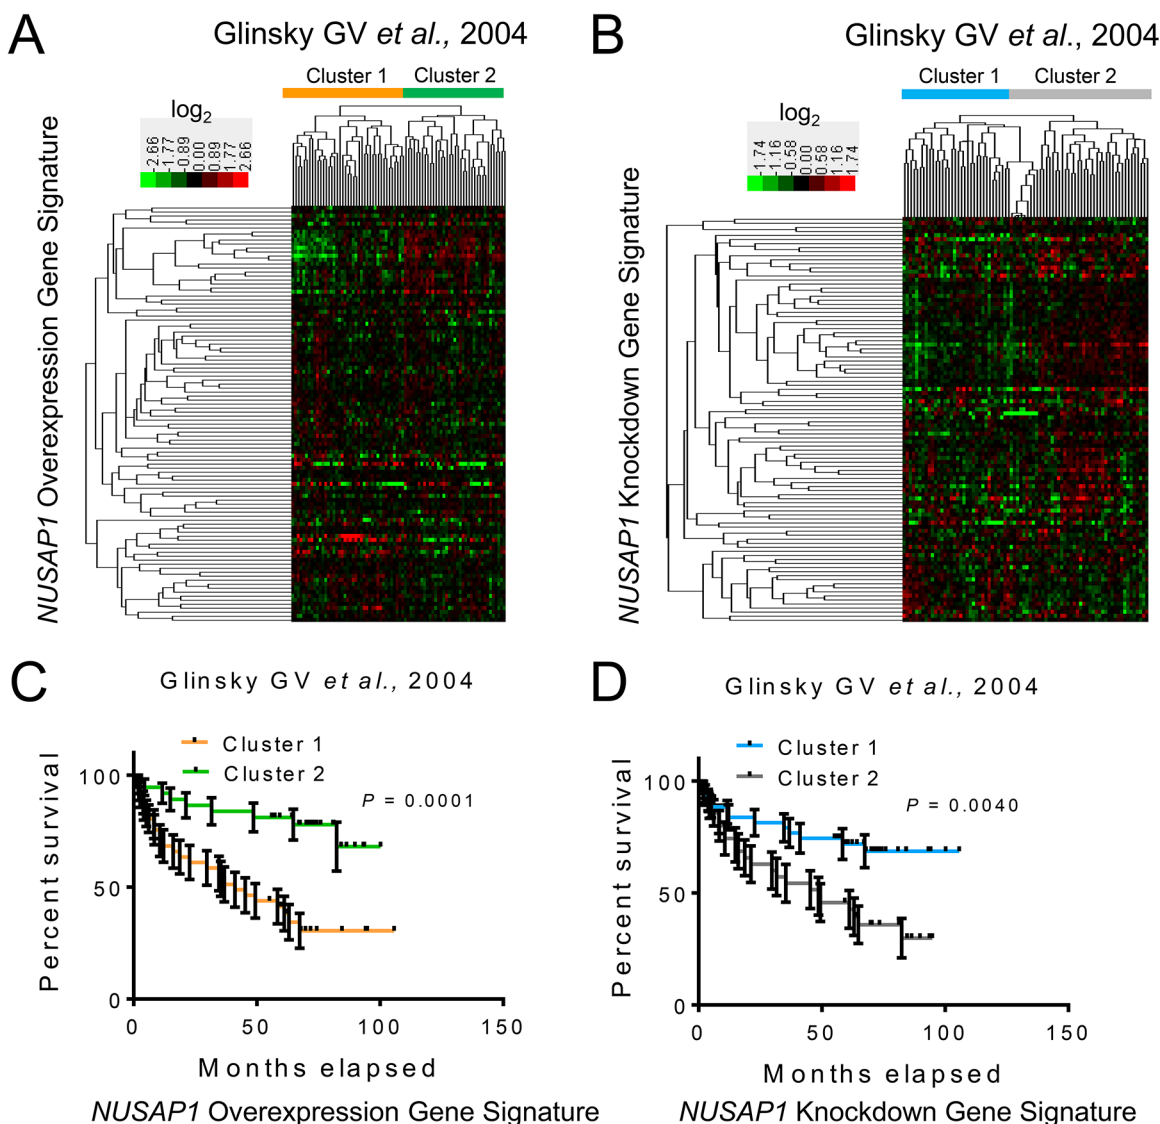 A
Glinsky GV et al., 2004
Cluster 1
Cluster 2
log2
-2.66
-1.77
-0.89
0.00
0.89
1.77
2.66
NUSAP1 Overexpression Gene Signature
B
Glinsky GV et al., 2004
Cluster 1
Cluster 2
log2
-1.74
-1.16
-0.58
0.00
0.58
1.16
1.74
NUSAP1 Knockdown Gene Signature
C
Glinsky GV et al., 2004
Cluster 1
Cluster 2
P = 0.0001
Percent survival
100
50
0
0
50
100
150
Months elapsed
NUSAP1 Overexpression Gene Signature
D
Glinsky GV et al., 2004
Cluster 1
Cluster 2
P = 0.0040
Percent survival
100
50
0
0
50
100
150
Months elapsed
NUSAP1 Knockdown Gene Signature